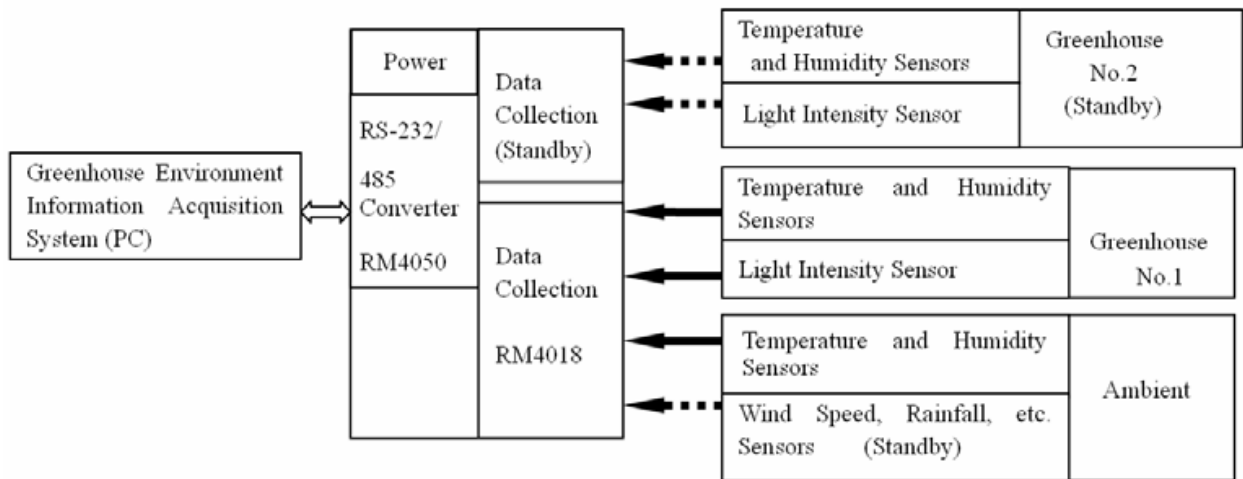 Greenhouse Environment
Information Acquisition
System (PC)
Power
RS-232/
485
Converter
RM4050
Data
Collection
(Standby)
Data
Collection
RM4018
Temperature
and Humidity Sensors
Light Intensity Sensor
Greenhouse
No.2
(Standby)
Temperature and Humidity
Sensors
Light Intensity Sensor
Greenhouse
No.1
Temperature and Humidity
Sensors
Wind Speed, Rainfall, etc.
Sensors (Standby)
Ambient